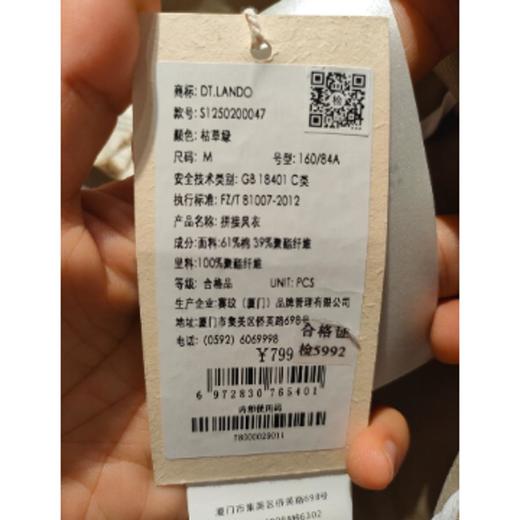 商标: DT.LANDO
款号: S1250200047
颜色: 枯草绿
尺码: M 号型: 160/84A
安全技术类别: GB 18401 C类
执行标准: FZ/T 81007-2012
产品名称: 拼接风衣
成分: 面料: 61%棉 39%聚酯纤维
里料: 100%聚酯纤维
等级: 合格品 UNIT: PCS
生产企业: 赛玟 (厦门) 品牌管理有限公司
地址: 厦门市集美区侨英路698号
电话: (0592) 6069998
合格证
检5992
¥799
6 972830 765401
内部使用码
T8000029011
厦门市集美区侨英路698号